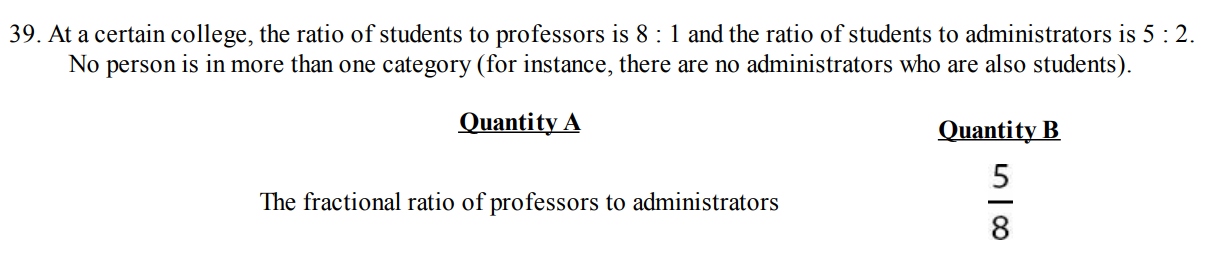 39. At a certain college, the ratio of students to professors is 8 : 1 and the ratio of students to administrators is 5 : 2.
No person is in more than one category (for instance, there are no administrators who are also students).
Quantity A
Quantity B
The fractional ratio of professors to administrators
5
8